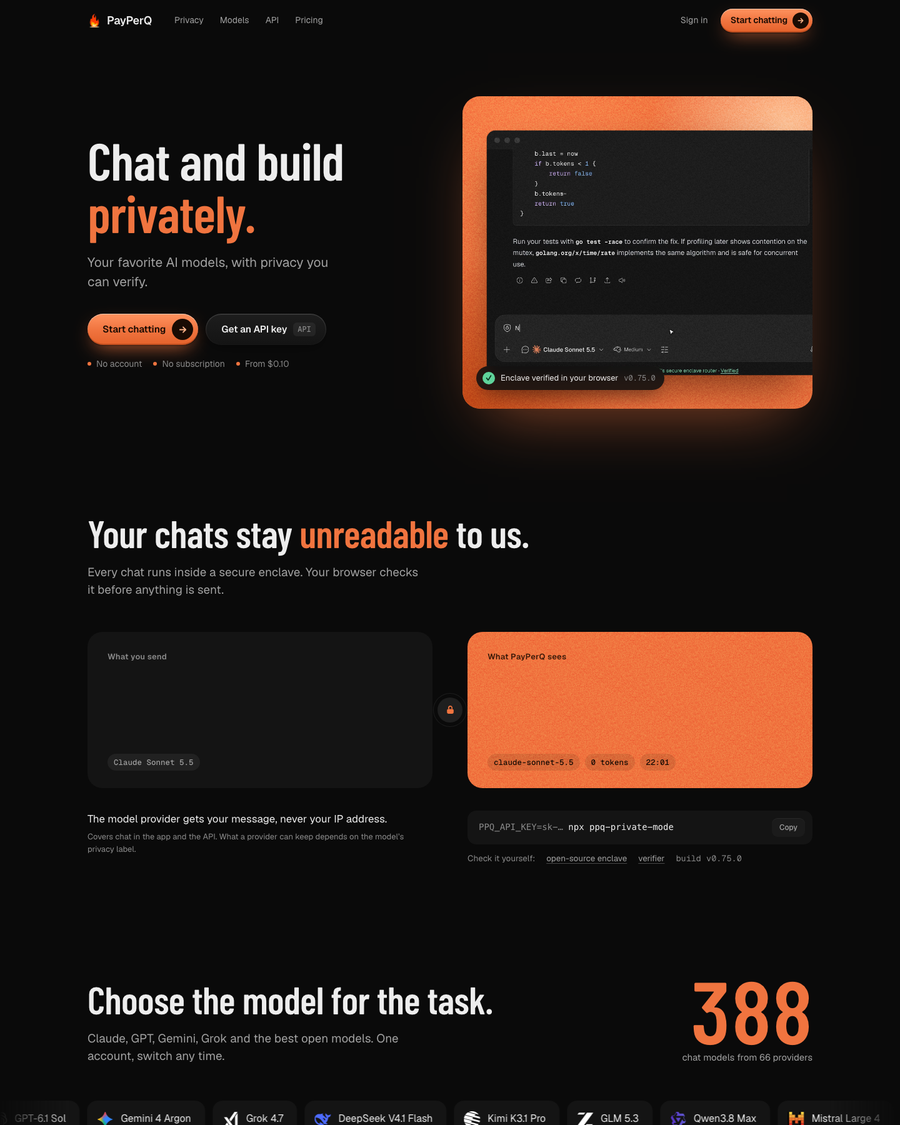 PayPerQ
Privacy
Models
API
Pricing
Sign in
Start chatting
Chat and build
privately.
Your favorite AI models, with privacy you
can verify.
Start chatting
Get an API key
API
No account
No subscription
From $0.10
b.last = now
if b.tokens < 1 {
return false
}
b.tokens-
return true
}
Run your tests with go test -race to confirm the fix. If profiling later shows contention on the
mutex, golang.org/x/time/rate implements the same algorithm and is safe for concurrent
use.
N
Claude Sonnet 5.5
Medium
's secure enclave router · Verified
Enclave verified in your browser v0.75.0
Your chats stay unreadable to us.
Every chat runs inside a secure enclave. Your browser checks
it before anything is sent.
What you send
Claude Sonnet 5.5
What PayPerQ sees
claude-sonnet-5.5
0 tokens
22:01
The model provider gets your message, never your IP address.
Covers chat in the app and the API. What a provider can keep depends on the model's
privacy label.
PPQ_API_KEY=sk-… npx ppq-private-mode
Copy
Check it yourself: open-source enclave verifier build v0.75.0
Choose the model for the task.
Claude, GPT, Gemini, Grok and the best open models. One
account, switch any time.
388
chat models from 66 providers
GPT-6.1 Sol
Gemini 4 Argon
Grok 4.7
DeepSeek V4.1 Flash
Kimi K3.1 Pro
GLM 5.3
Qwen3.8 Max
Mistral Large 4